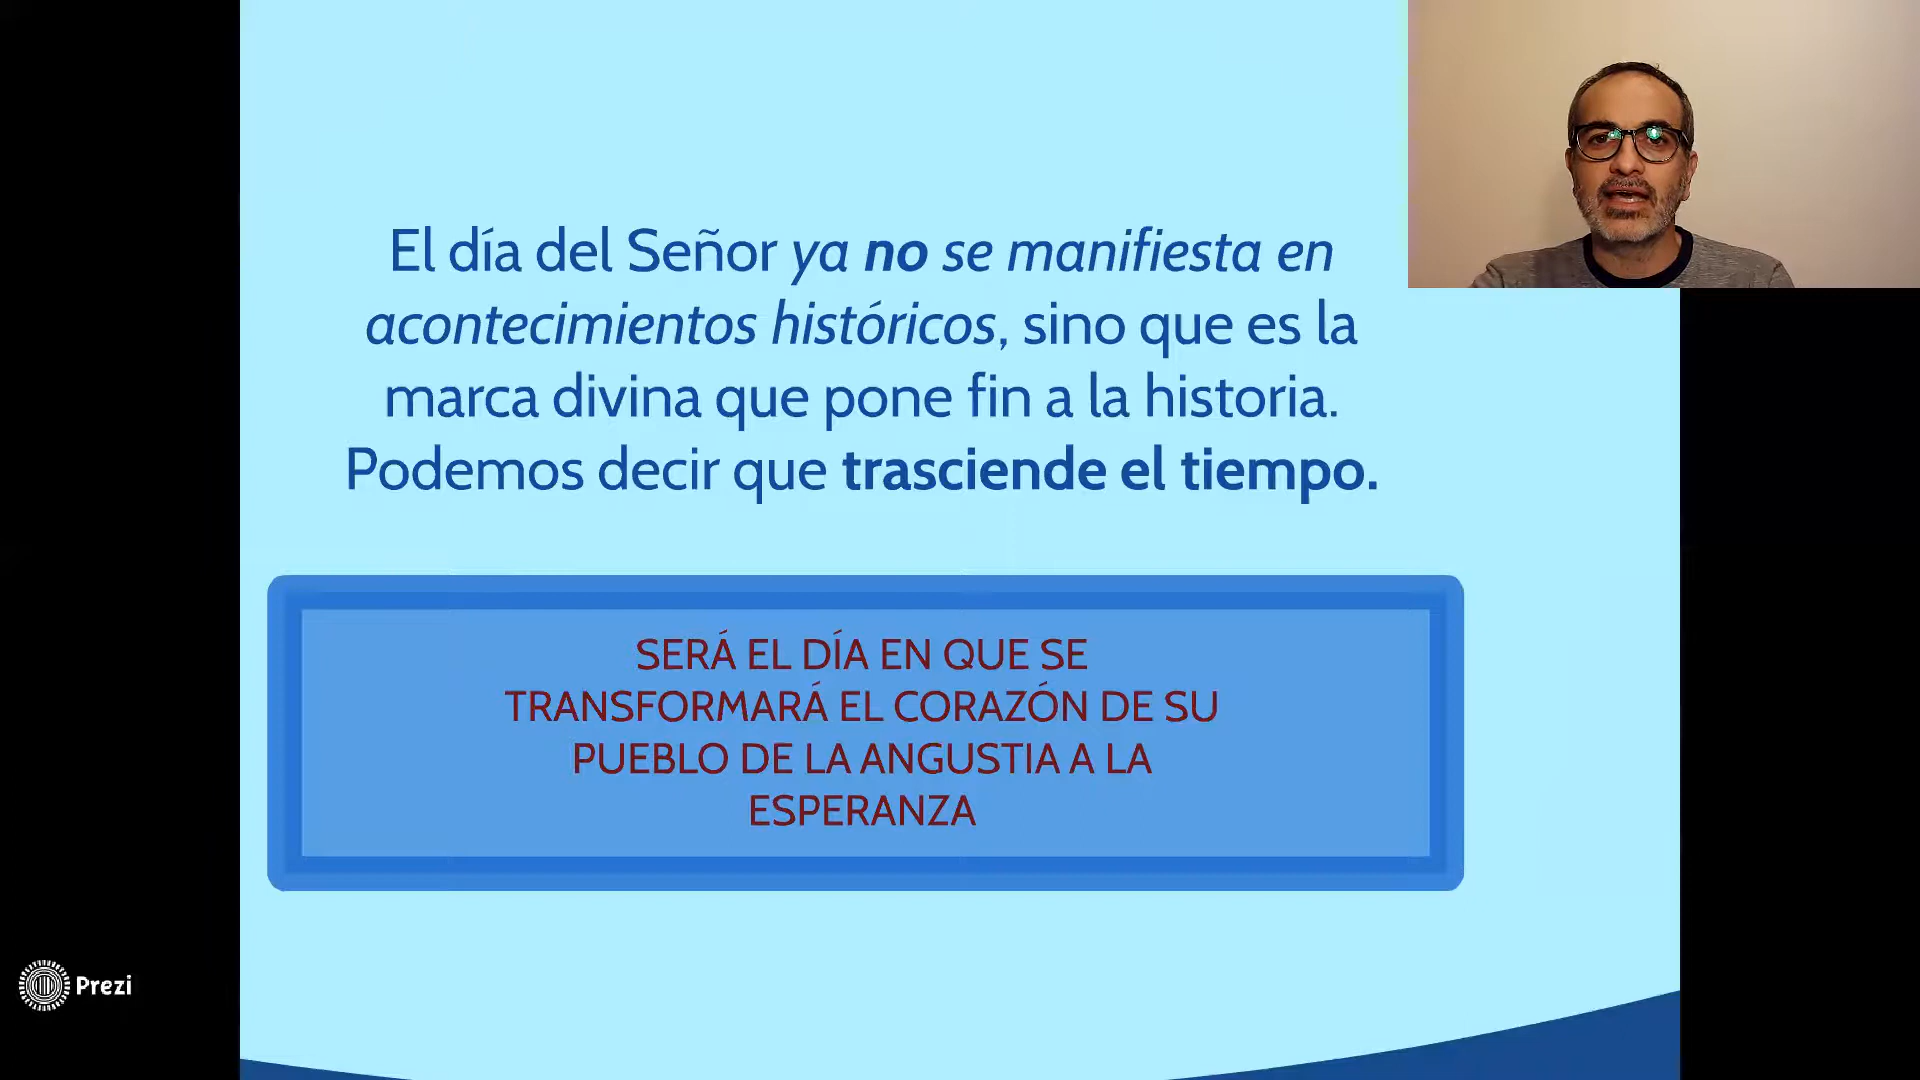 El día del Señor ya no se manifiesta en
acontecimientos históricos, sino que es la
marca divina que pone fin a la historia.
Podemos decir que trasciende el tiempo.
SERÁ EL DÍA EN QUE SE
TRANSFORMARÁ EL CORAZÓN DE SU
PUEBLO DE LA ANGUSTIA A LA
ESPERANZA
Prezi